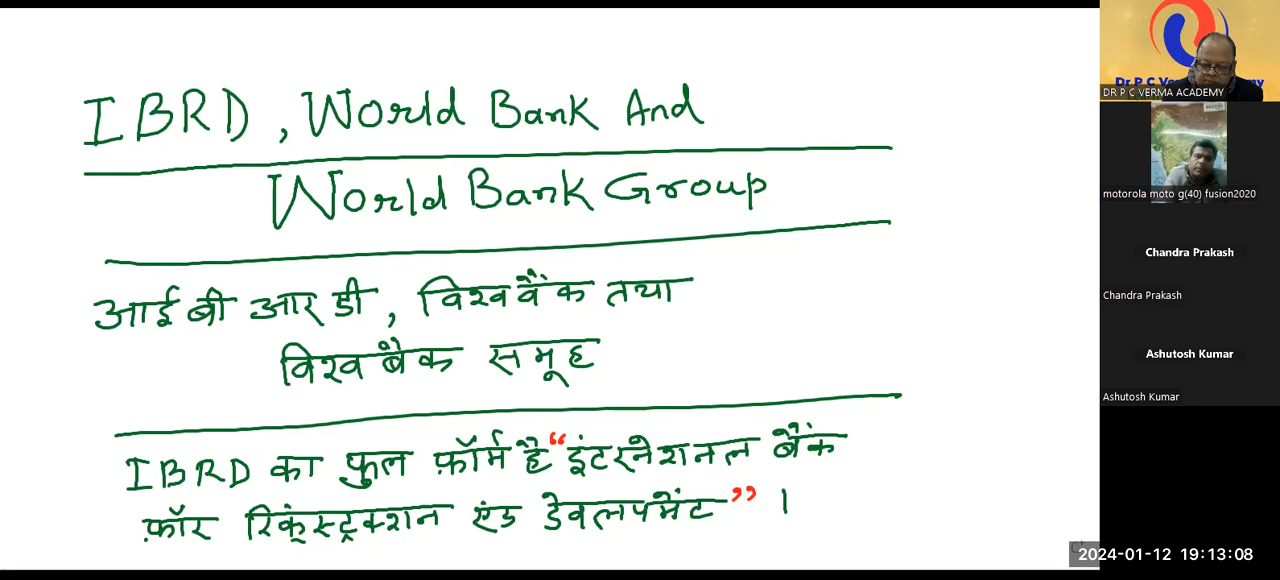 IBRD, World Bank And
World Bank Group
आई बी आर डी, विश्व बैंक तथा
विश्व बैंक समूह
IBRD का फुल फ़ॉर्म है “इंटरनेशनल बैंक
फ़ॉर रिकंस्ट्रक्शन एंड डेवलपमेंट” ।
DR P C VERMA ACADEMY
motorola moto g(40) fusion2020
Chandra Prakash
Chandra Prakash
Ashutosh Kumar
Ashutosh Kumar
2024-01-12 19:13:08